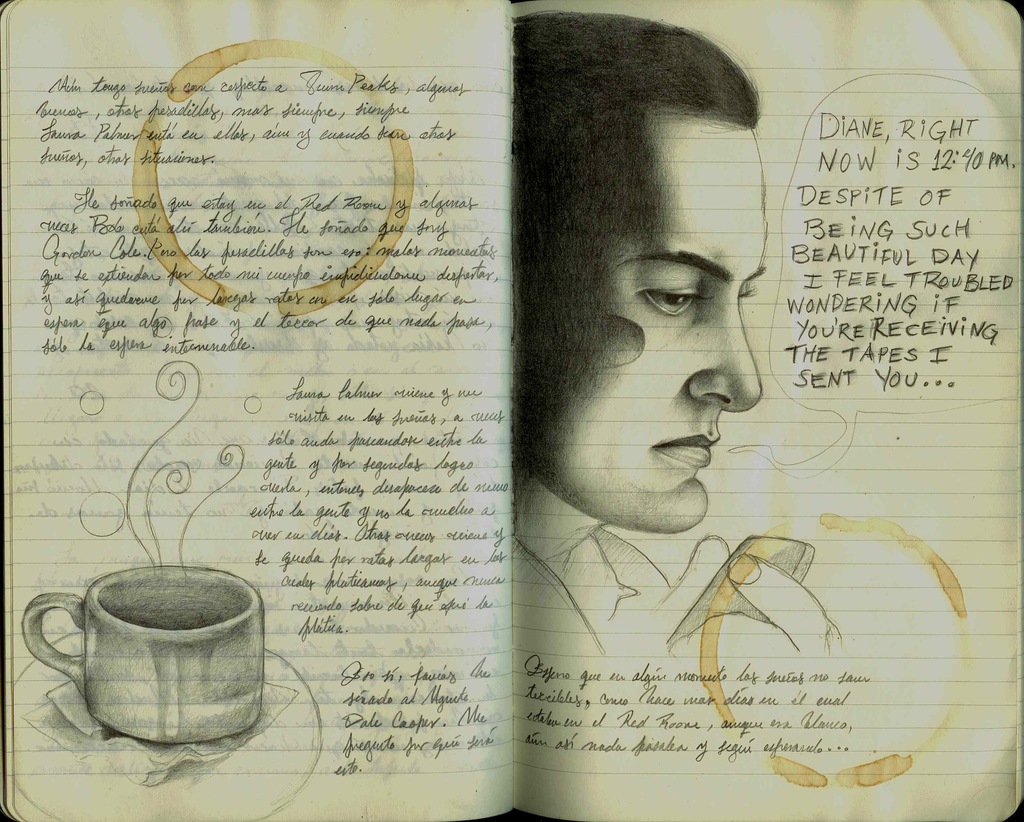 Aún tengo sueños con respecto a Twin Peaks, algunos
buenos, otros pesadillas, mas siempre, siempre
Laura Palmer está en ellos, aún y cuando sean otros
sueños, otras situaciones.
He soñado que estoy en el Red Room y algunas
veces Bob está ahí también. He soñado que soy
Gordon Cole. Pero las pesadillas son eso: malos momentos
que se extienden por todo mi cuerpo impidiendome despertar,
y así quedarme por largos ratos en ese sólo lugar en
espera que algo pase y el terror de que nada pasa,
sólo la espera interminable.
Laura Palmer viene y me
visita en los sueños, a veces
sólo anda paseandose entre la
gente y por segundos logro
verla, entonces desaparece de nuevo
entre la gente y no la vuelvo a
ver en días. Otras veces viene y
se queda por ratos largos en los
cuales platicamos, aunque nunca
recuerdo sobre de qué fué la
plática.
Eso sí, jamás he
soñado al Agente
Dale Cooper. Me
pregunto por qué será
esto.
DIANE, RIGHT
NOW IS 12:40 PM.
DESPITE OF
BEING SUCH
BEAUTIFUL DAY
I FEEL TROUBLED
WONDERING IF
YOU'RE RECEIVING
THE TAPES I
SENT YOU...
Espero que en algún momento los sueños no sean
terribles, como hace unos días en el cual
estaba en el Red Room, aunque era blanco,
aún así nada pasaba y seguí esperando...